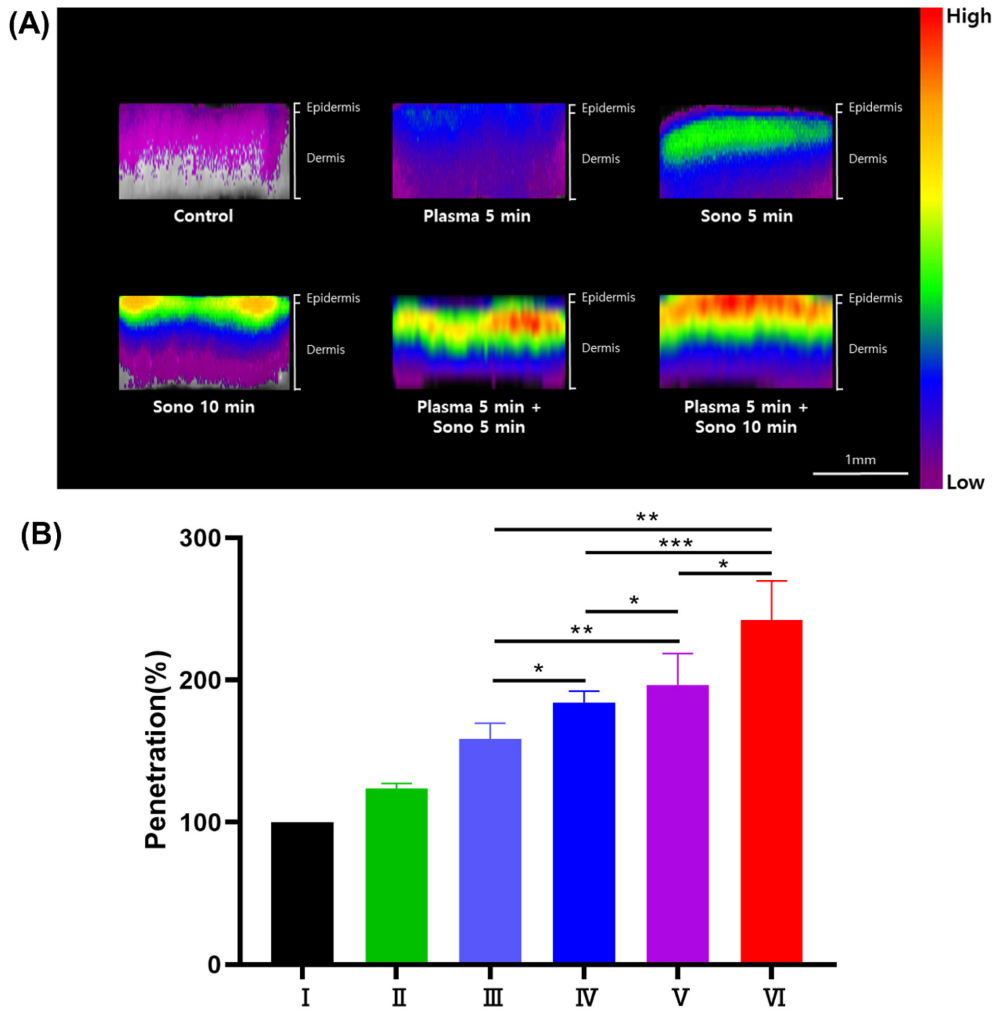 (A)
High
Epidermis
Dermis
Control
Epidermis
Dermis
Plasma 5 min
Epidermis
Dermis
Sono 5 min
Epidermis
Dermis
Sono 10 min
Epidermis
Dermis
Plasma 5 min +
Sono 5 min
Epidermis
Dermis
Plasma 5 min +
Sono 10 min
1mm
Low
(B)
Penetration(%)
300
200
100
0
**
***
*
*
**
*
Ⅰ Ⅱ Ⅲ Ⅳ Ⅴ Ⅵ